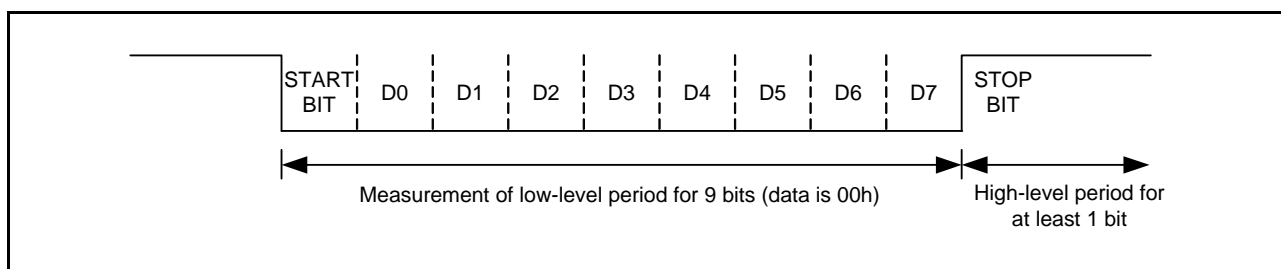 START BIT D0 D1 D2 D3 D4 D5 D6 D7 STOP BIT
Measurement of low-level period for 9 bits (data is 00h)
High-level period for
at least 1 bit